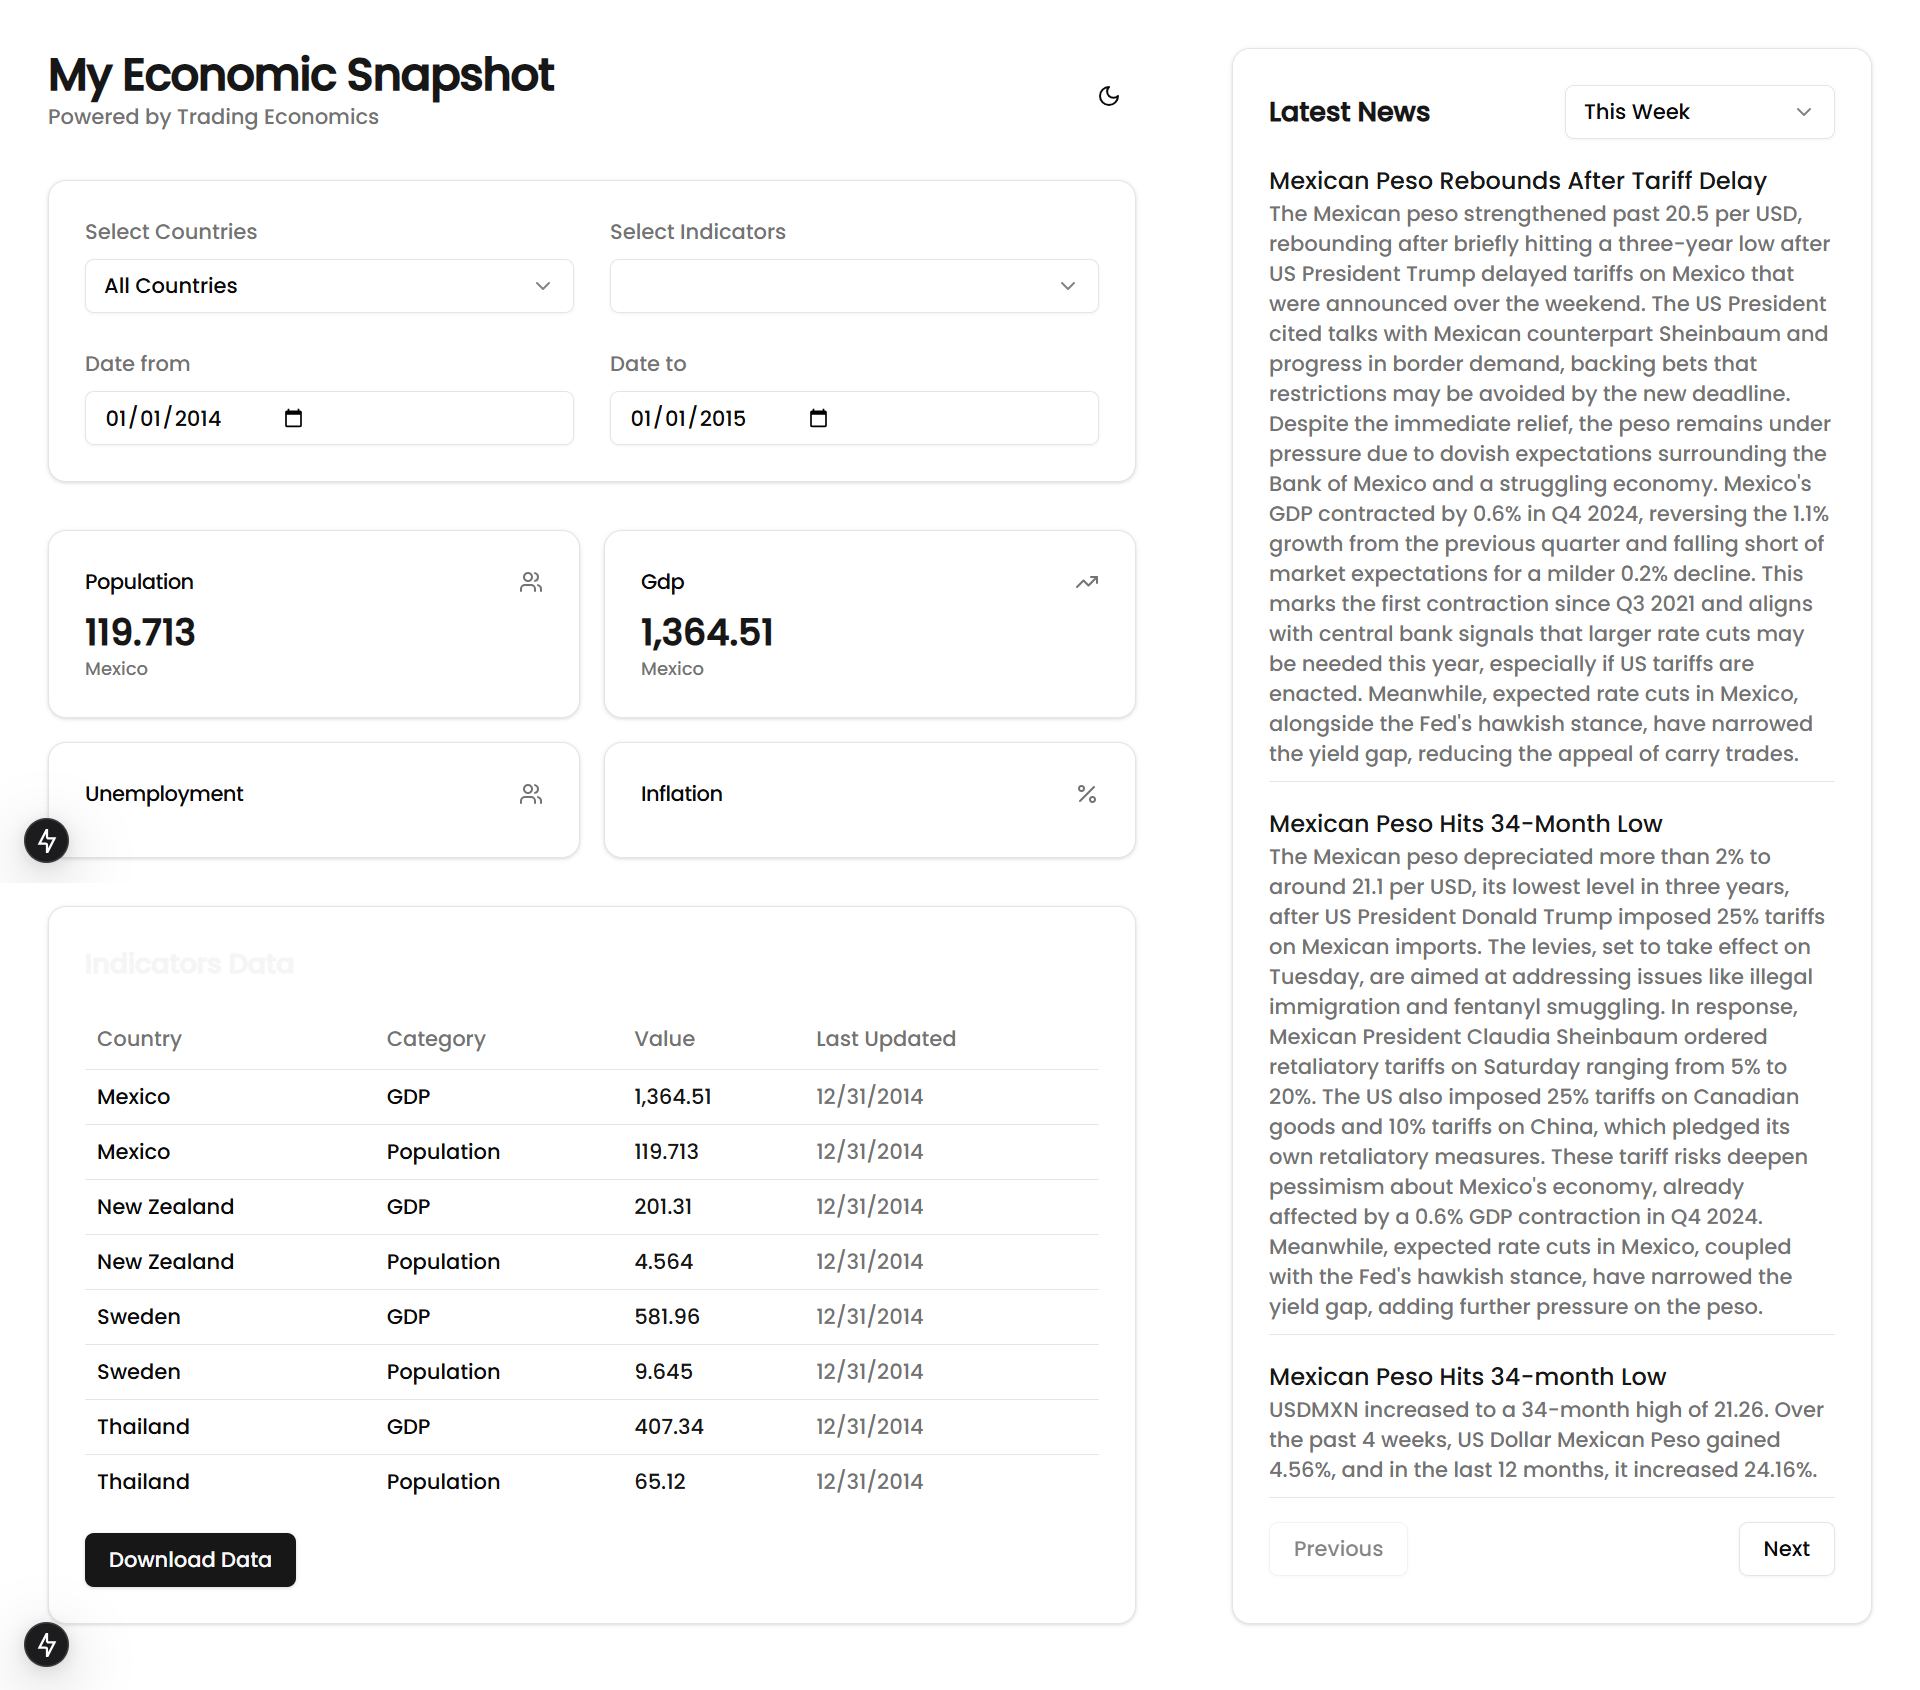 My Economic Snapshot
Powered by Trading Economics
Select Countries
Select Indicators
All Countries
Date from
Date to
01/01/2014
01/01/2015
Population
119.713
Mexico
Gdp
1,364.51
Mexico
Unemployment
Inflation
Indicators Data
Country Category Value Last Updated
Mexico GDP 1,364.51 12/31/2014
Mexico Population 119.713 12/31/2014
New Zealand GDP 201.31 12/31/2014
New Zealand Population 4.564 12/31/2014
Sweden GDP 581.96 12/31/2014
Sweden Population 9.645 12/31/2014
Thailand GDP 407.34 12/31/2014
Thailand Population 65.12 12/31/2014
Download Data
Latest News
This Week
Mexican Peso Rebounds After Tariff Delay
The Mexican peso strengthened past 20.5 per USD,
rebounding after briefly hitting a three-year low after
US President Trump delayed tariffs on Mexico that
were announced over the weekend. The US President
cited talks with Mexican counterpart Sheinbaum and
progress in border demand, backing bets that
restrictions may be avoided by the new deadline.
Despite the immediate relief, the peso remains under
pressure due to dovish expectations surrounding the
Bank of Mexico and a struggling economy. Mexico's
GDP contracted by 0.6% in Q4 2024, reversing the 1.1%
growth from the previous quarter and falling short of
market expectations for a milder 0.2% decline. This
marks the first contraction since Q3 2021 and aligns
with central bank signals that larger rate cuts may
be needed this year, especially if US tariffs are
enacted. Meanwhile, expected rate cuts in Mexico,
alongside the Fed's hawkish stance, have narrowed
the yield gap, reducing the appeal of carry trades.
Mexican Peso Hits 34-Month Low
The Mexican peso depreciated more than 2% to
around 21.1 per USD, its lowest level in three years,
after US President Donald Trump imposed 25% tariffs
on Mexican imports. The levies, set to take effect on
Tuesday, are aimed at addressing issues like illegal
immigration and fentanyl smuggling. In response,
Mexican President Claudia Sheinbaum ordered
retaliatory tariffs on Saturday ranging from 5% to
20%. The US also imposed 25% tariffs on Canadian
goods and 10% tariffs on China, which pledged its
own retaliatory measures. These tariff risks deepen
pessimism about Mexico's economy, already
affected by a 0.6% GDP contraction in Q4 2024.
Meanwhile, expected rate cuts in Mexico, coupled
with the Fed's hawkish stance, have narrowed the
yield gap, adding further pressure on the peso.
Mexican Peso Hits 34-month Low
USDMXN increased to a 34-month high of 21.26. Over
the past 4 weeks, US Dollar Mexican Peso gained
4.56%, and in the last 12 months, it increased 24.16%.
Previous
Next